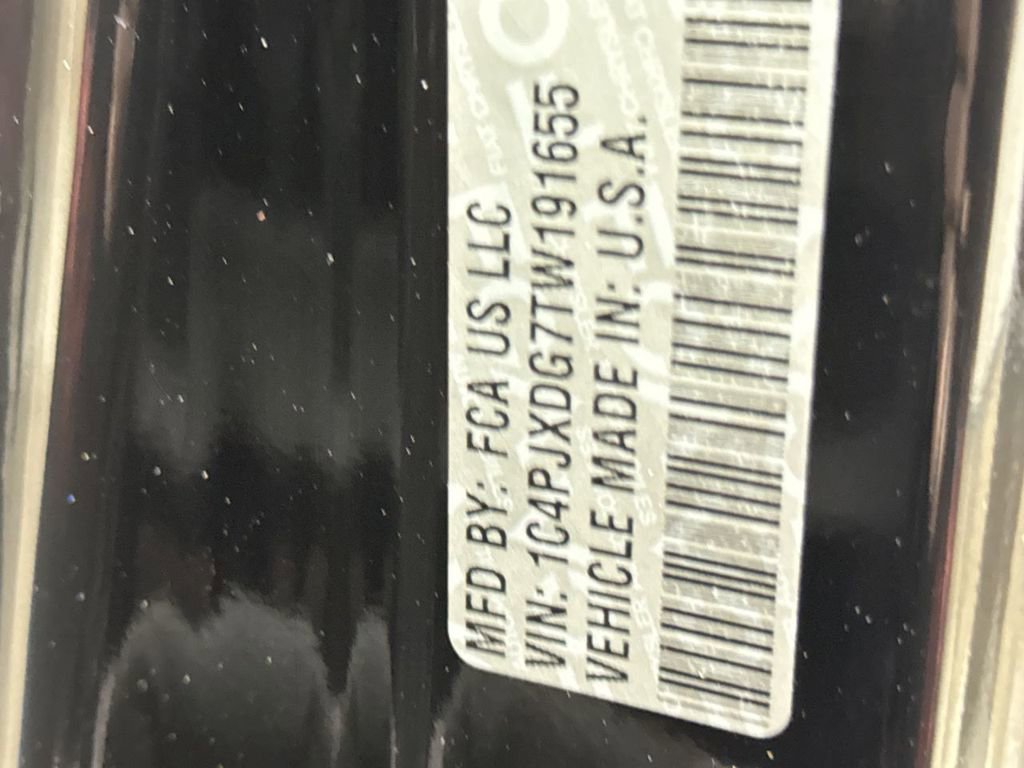 MFD BY: FCA US LLC
VIN: 1C4PJXDG7TW191655
VEHICLE MADE IN: U.S.A.